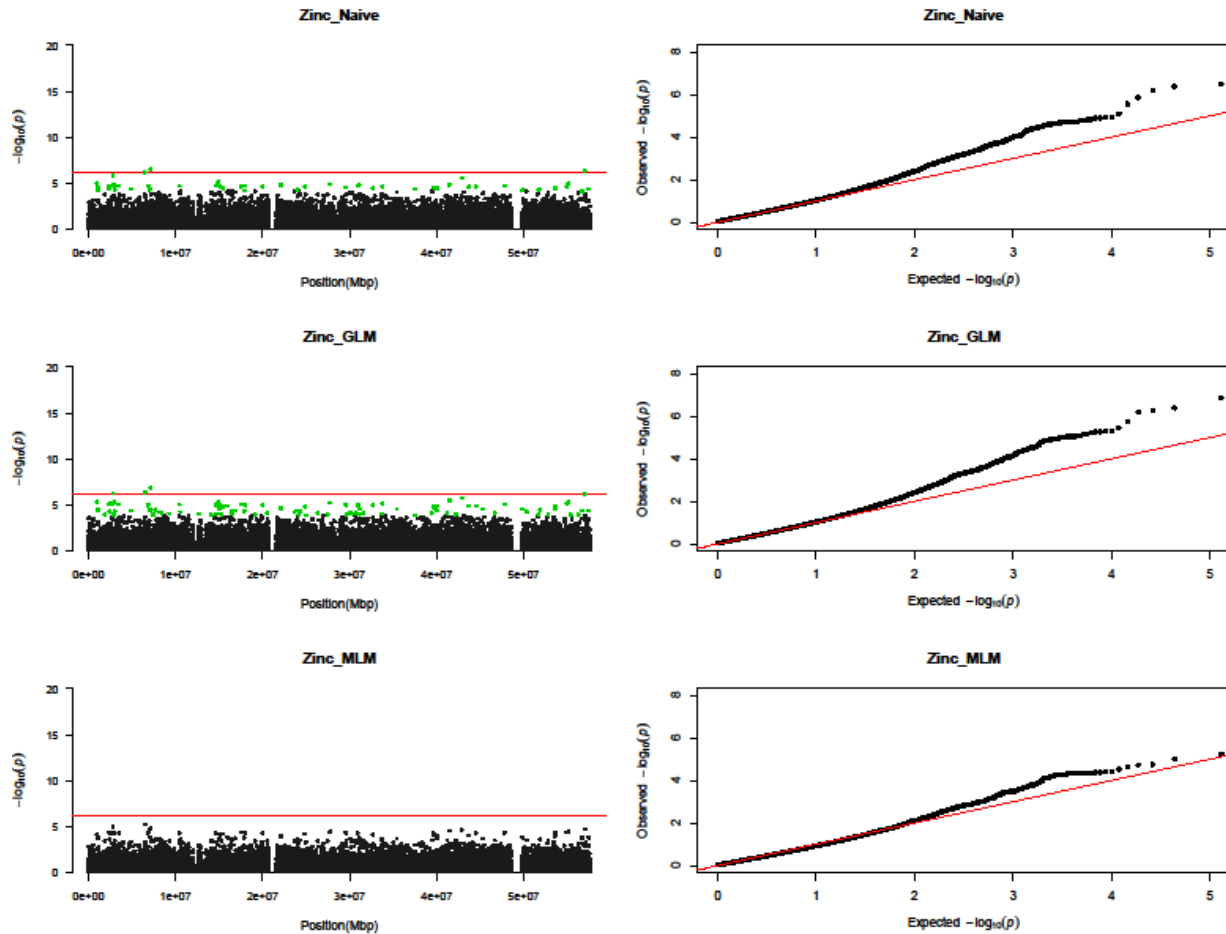 Zinc_Naive
20
15
10
5
0
−log₁₀(p)
0e+00 1e+07 2e+07 3e+07 4e+07 5e+07
Position(Mbp)
Zinc_Naive
8
6
4
2
0
Observed −log₁₀(p)
0 1 2 3 4 5
Expected −log₁₀(p)
Zinc_GLM
20
15
10
5
0
−log₁₀(p)
0e+00 1e+07 2e+07 3e+07 4e+07 5e+07
Position(Mbp)
Zinc_GLM
8
6
4
2
0
Observed −log₁₀(p)
0 1 2 3 4 5
Expected −log₁₀(p)
Zinc_MLM
20
15
10
5
0
−log₁₀(p)
0e+00 1e+07 2e+07 3e+07 4e+07 5e+07
Position(Mbp)
Zinc_MLM
8
6
4
2
0
Observed −log₁₀(p)
0 1 2 3 4 5
Expected −log₁₀(p)